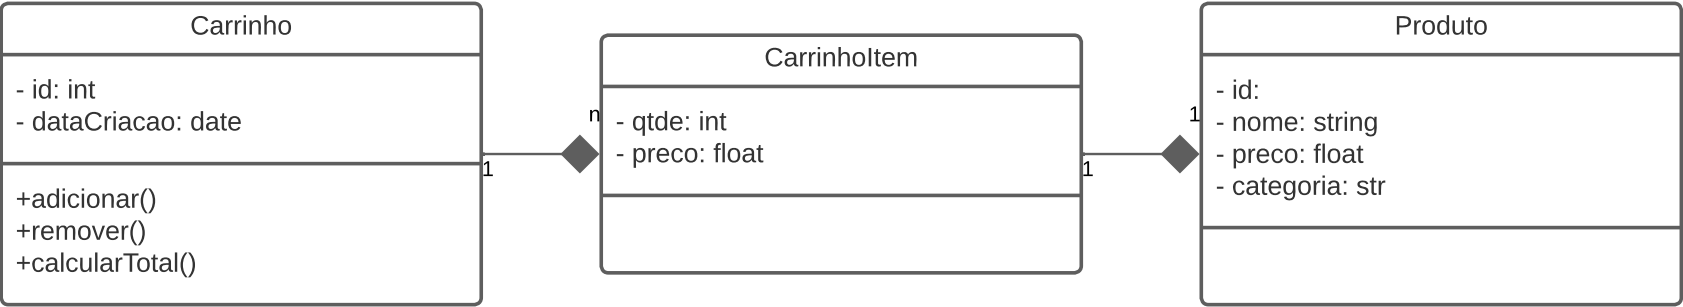 Carrinho
- id: int
- dataCriacao: date
+adicionar()
+remover()
+calcularTotal()
1
n
CarrinhoItem
- qtde: int
- preco: float
1
1
Produto
- id:
- nome: string
- preco: float
- categoria: str